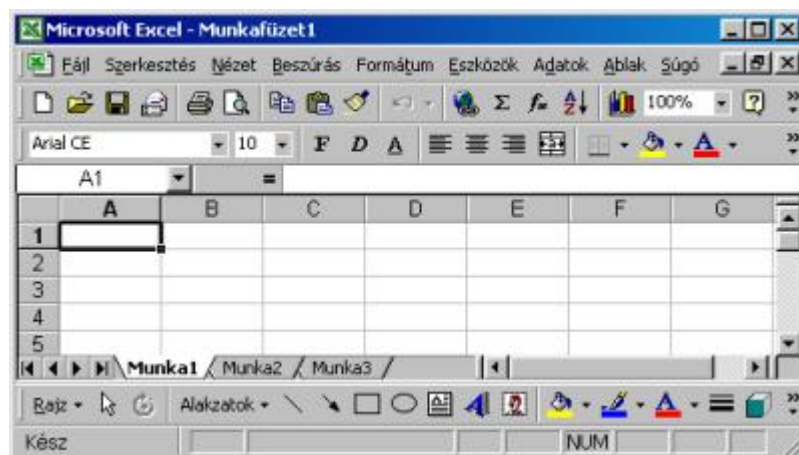 Microsoft Excel - Munkafüzet1
Fájl Szerkesztés Nézet Beszúrás Formátum Eszközök Adatok Ablak Súgó
100%
Arial CE 10 F D A A
A1 =
A B C D E F G
1
2
3
4
5
Munka1 Munka2 Munka3
Rajz Alakzatok A
Kész NUM